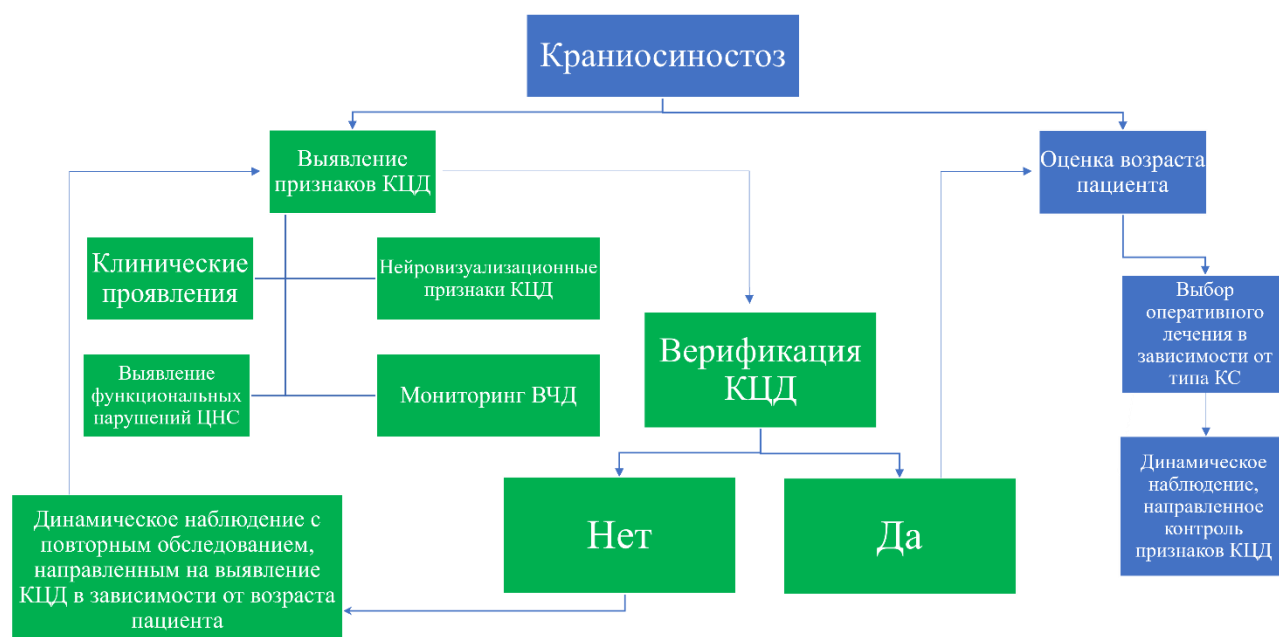 Краниосиностоз
Выявление
признаков КЦД
Оценка возраста
пациента
Клинические
проявления
Нейровизуализационные
признаки КЦД
Выявление
функциональных
нарушений ЦНС
Мониторинг ВЧД
Верификация
КЦД
Выбор
оперативного
лечения в
зависимости от
типа КС
Нет
Да
Динамическое
наблюдение,
направленное
контроль
признаков КЦД
Динамическое наблюдение с
повторным обследованием,
направленным на выявление
КЦД в зависимости от возраста
пациента